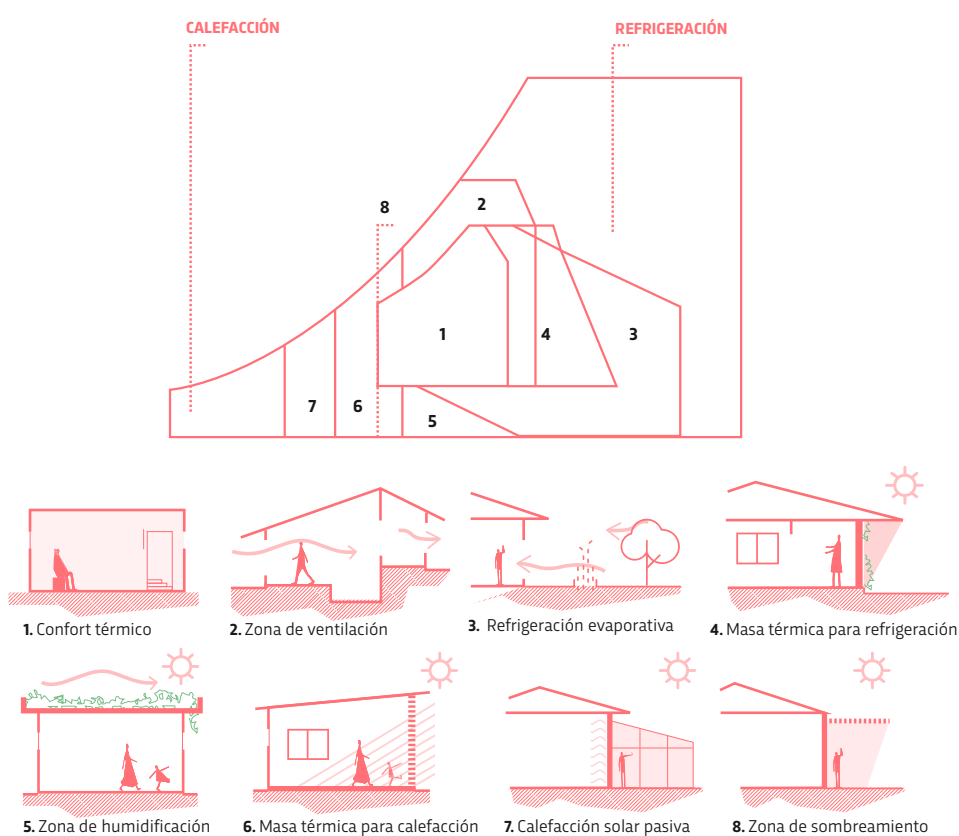 CALEFACCIÓN
REFRIGERACIÓN
8
2
1
4
3
7
6
5
1. Confort térmico
2. Zona de ventilación
3. Refrigeración evaporativa
4. Masa térmica para refrigeración
5. Zona de humidificación
6. Masa térmica para calefacción
7. Calefacción solar pasiva
8. Zona de sombreamiento